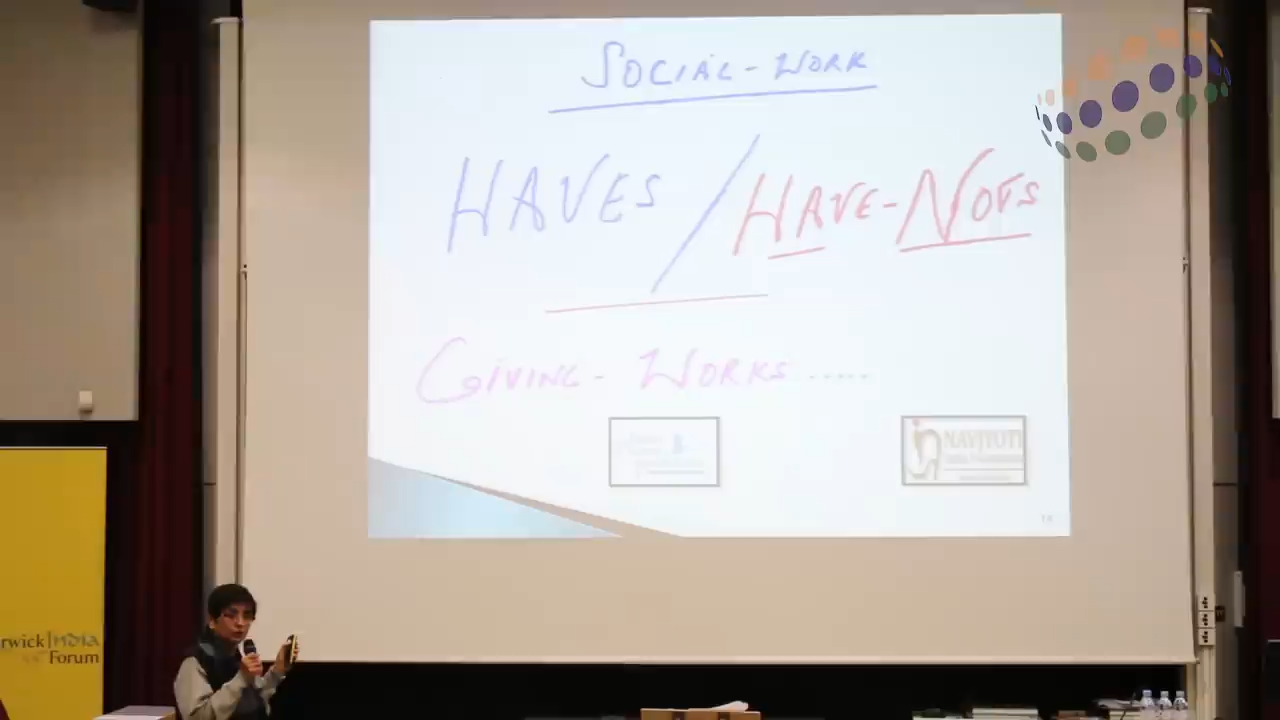 SOCIAL-WORK
HAVES / HAVE-NOTS
GIVING-WORKS .....
NAVJYOTI
rwick India
Forum